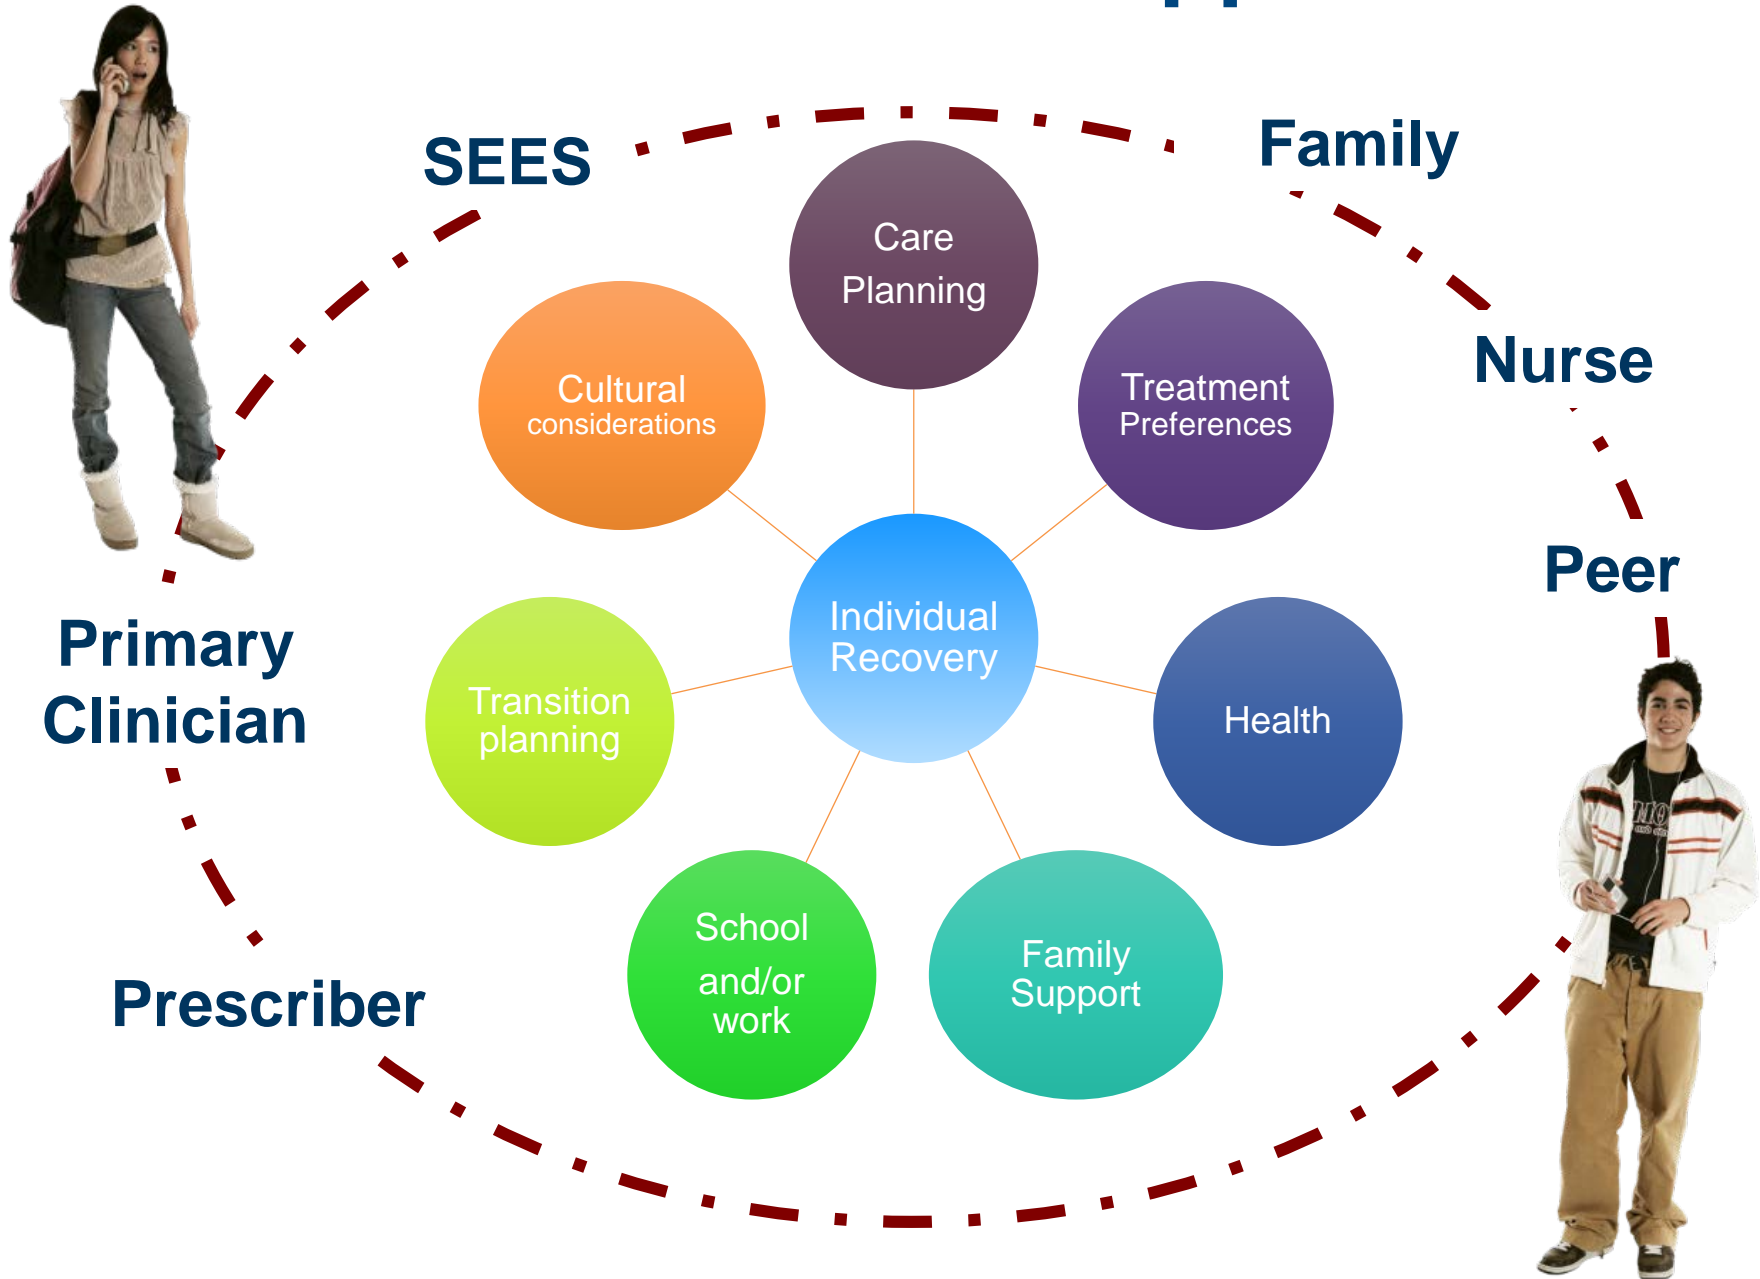 SEES
Family
Care
Planning
Nurse
Cultural
considerations
Treatment
Preferences
Peer
Individual
Recovery
Primary
Clinician
Transition
planning
Health
School
and/or
work
Family
Support
Prescriber